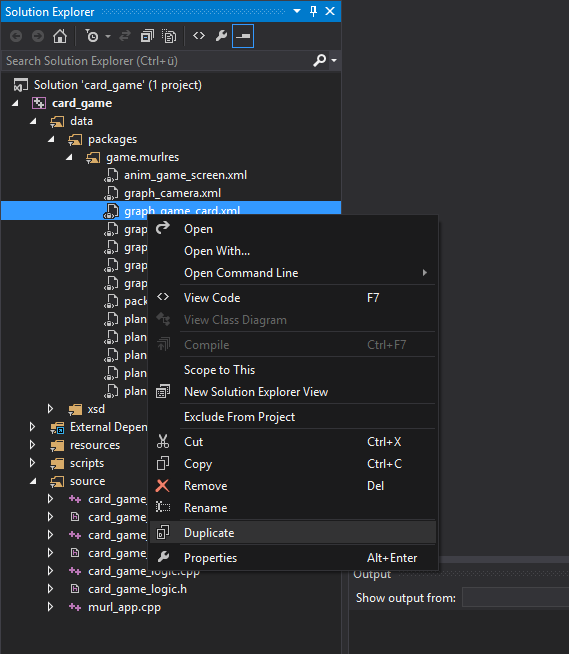 Solution Explorer
Search Solution Explorer (Ctrl+ü)
Solution 'card_game' (1 project)
card_game
data
packages
game.murlres
anim_game_screen.xml
graph_camera.xml
graph_game_card.xml
grap
Open
grap
Open With...
grap
Open Command Line
grap
View Code F7
pack
View Class Diagram
plan
plan
Compile Ctrl+F7
plan
Scope to This
plan
New Solution Explorer View
plan
xsd
Exclude From Project
External Depen
Cut Ctrl+X
resources
Copy Ctrl+C
scripts
Remove Del
source
Rename
card_game_
card_game_
Duplicate
card_game_
card_game_
Properties Alt+Enter
card_game_logic.cpp
card_game_logic.h
murl_app.cpp
Output
Show output from: